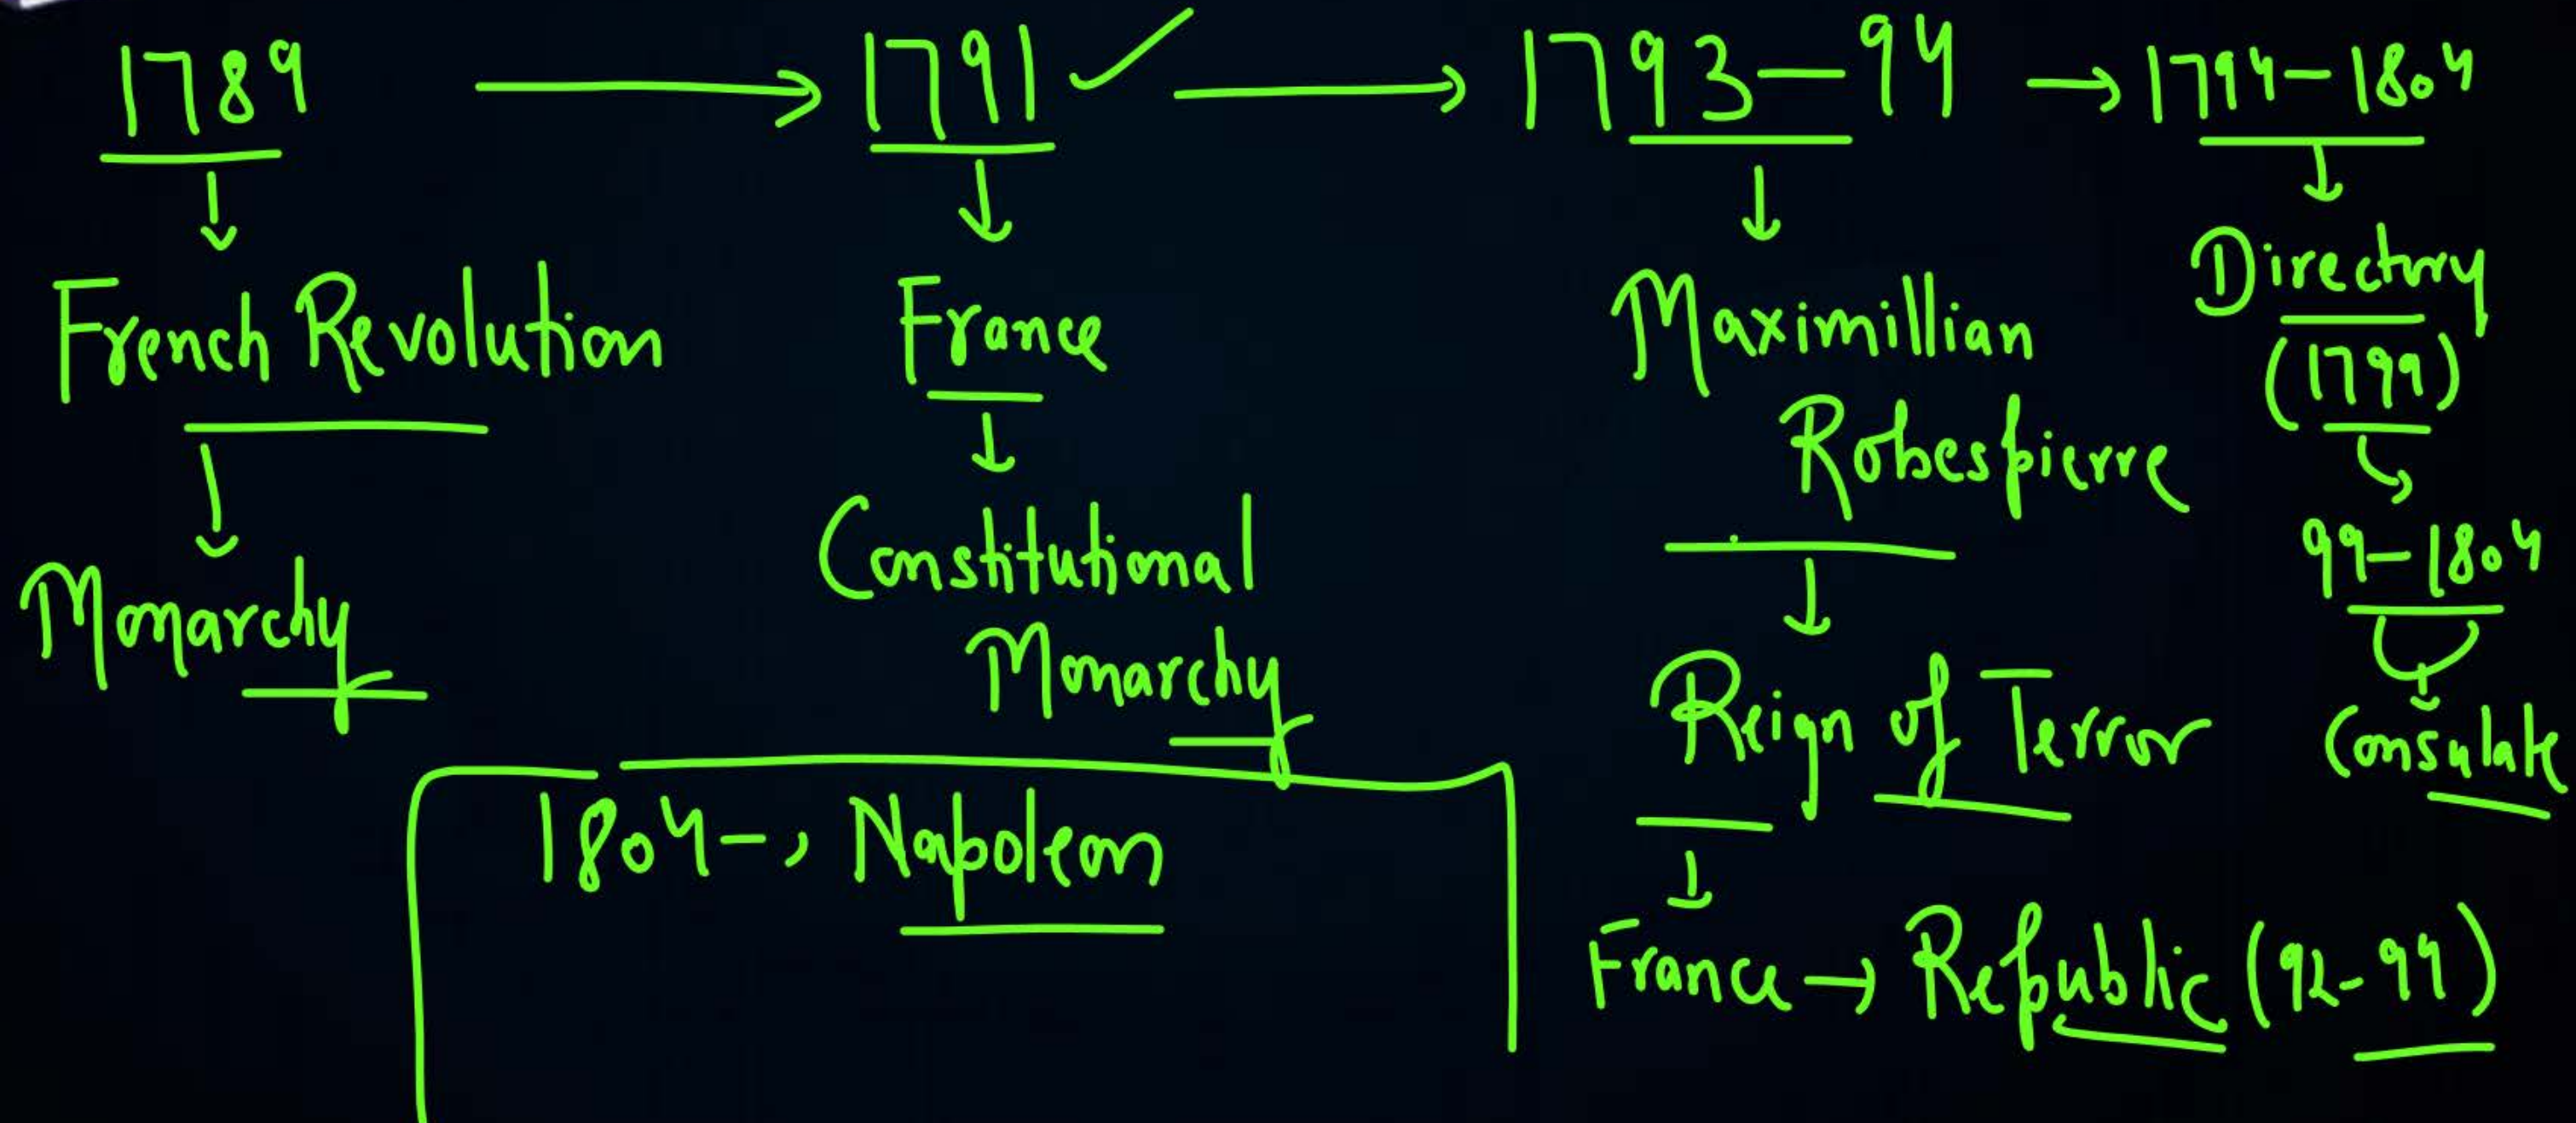 1789 → 1791 ✓ → 1793-94 → 1794-1804
French Revolution
Monarchy
France
Constitutional
Monarchy
Maximillian
Robespierre
Reign of Terror
France → Republic (92-94)
Directory
(1799)
99-1804
Consulate
1804-, Napoleon